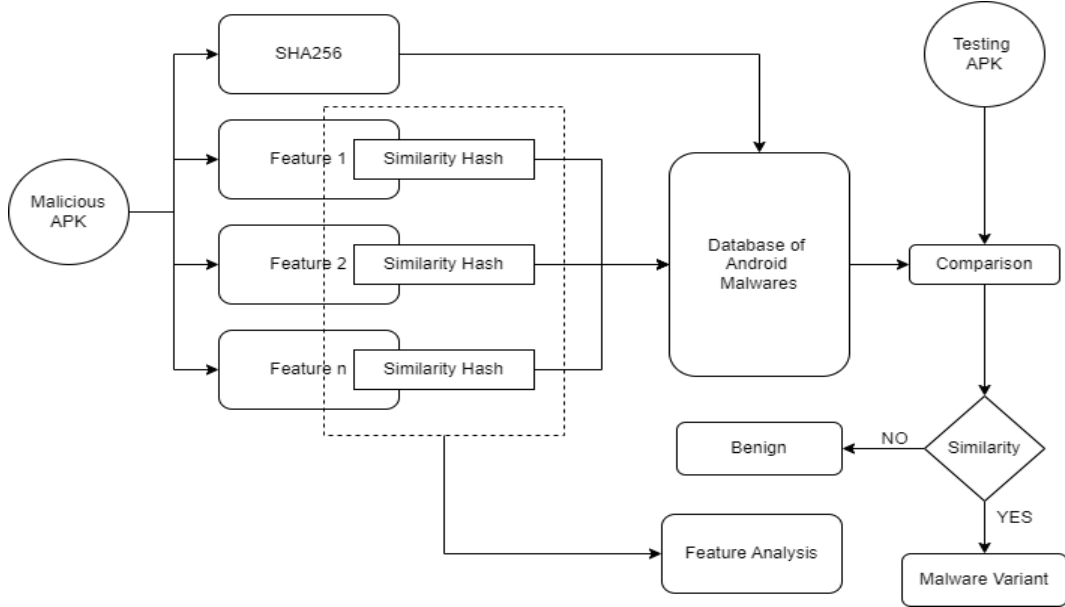 SHA256
Testing
APK
Feature 1
Similarity Hash
Malicious
APK
Feature 2
Similarity Hash
Database of
Android
Malwares
Comparison
Feature n
Similarity Hash
Benign
NO
Similarity
YES
Feature Analysis
Malware Variant